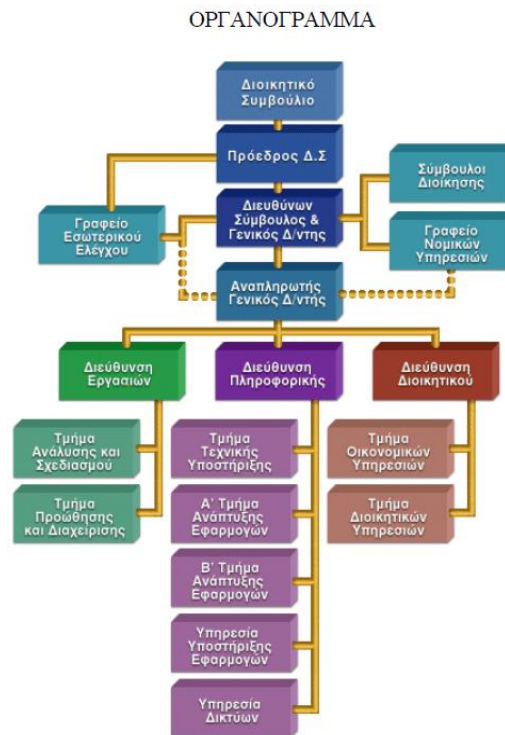 ΟΡΓΑΝΟΓΡΑΜΜΑ
Διοικητικό
Συμβούλιο
Πρόεδρος Δ.Σ
Διευθύνων
Σύμβουλος &
Γενικός Δ/ντης
Σύμβουλοι
Διοίκησης
Γραφείο
Εσωτερικού
Ελέγχου
Γραφείο
Νομικών
Υπηρεσιών
Αναπληρωτής
Γενικός Δ/ντής
Διεύθυνση
Εργασιών
Διεύθυνση
Πληροφορικής
Διεύθυνση
Διοικητικού
Τμήμα
Ανάλυσης και
Σχεδιασμού
Τμήμα
Προώθησης
και Διαχείρισης
Τμήμα
Τεχνικής
Υποστήριξης
Α' Τμήμα
Ανάπτυξης
Εφαρμογών
Β' Τμήμα
Ανάπτυξης
Εφαρμογών
Υπηρεσία
Υποστήριξης
Εφαρμογών
Υπηρεσία
Δικτύων
Τμήμα
Οικονομικών
Υπηρεσιών
Τμήμα
Διοικητικών
Υπηρεσιών